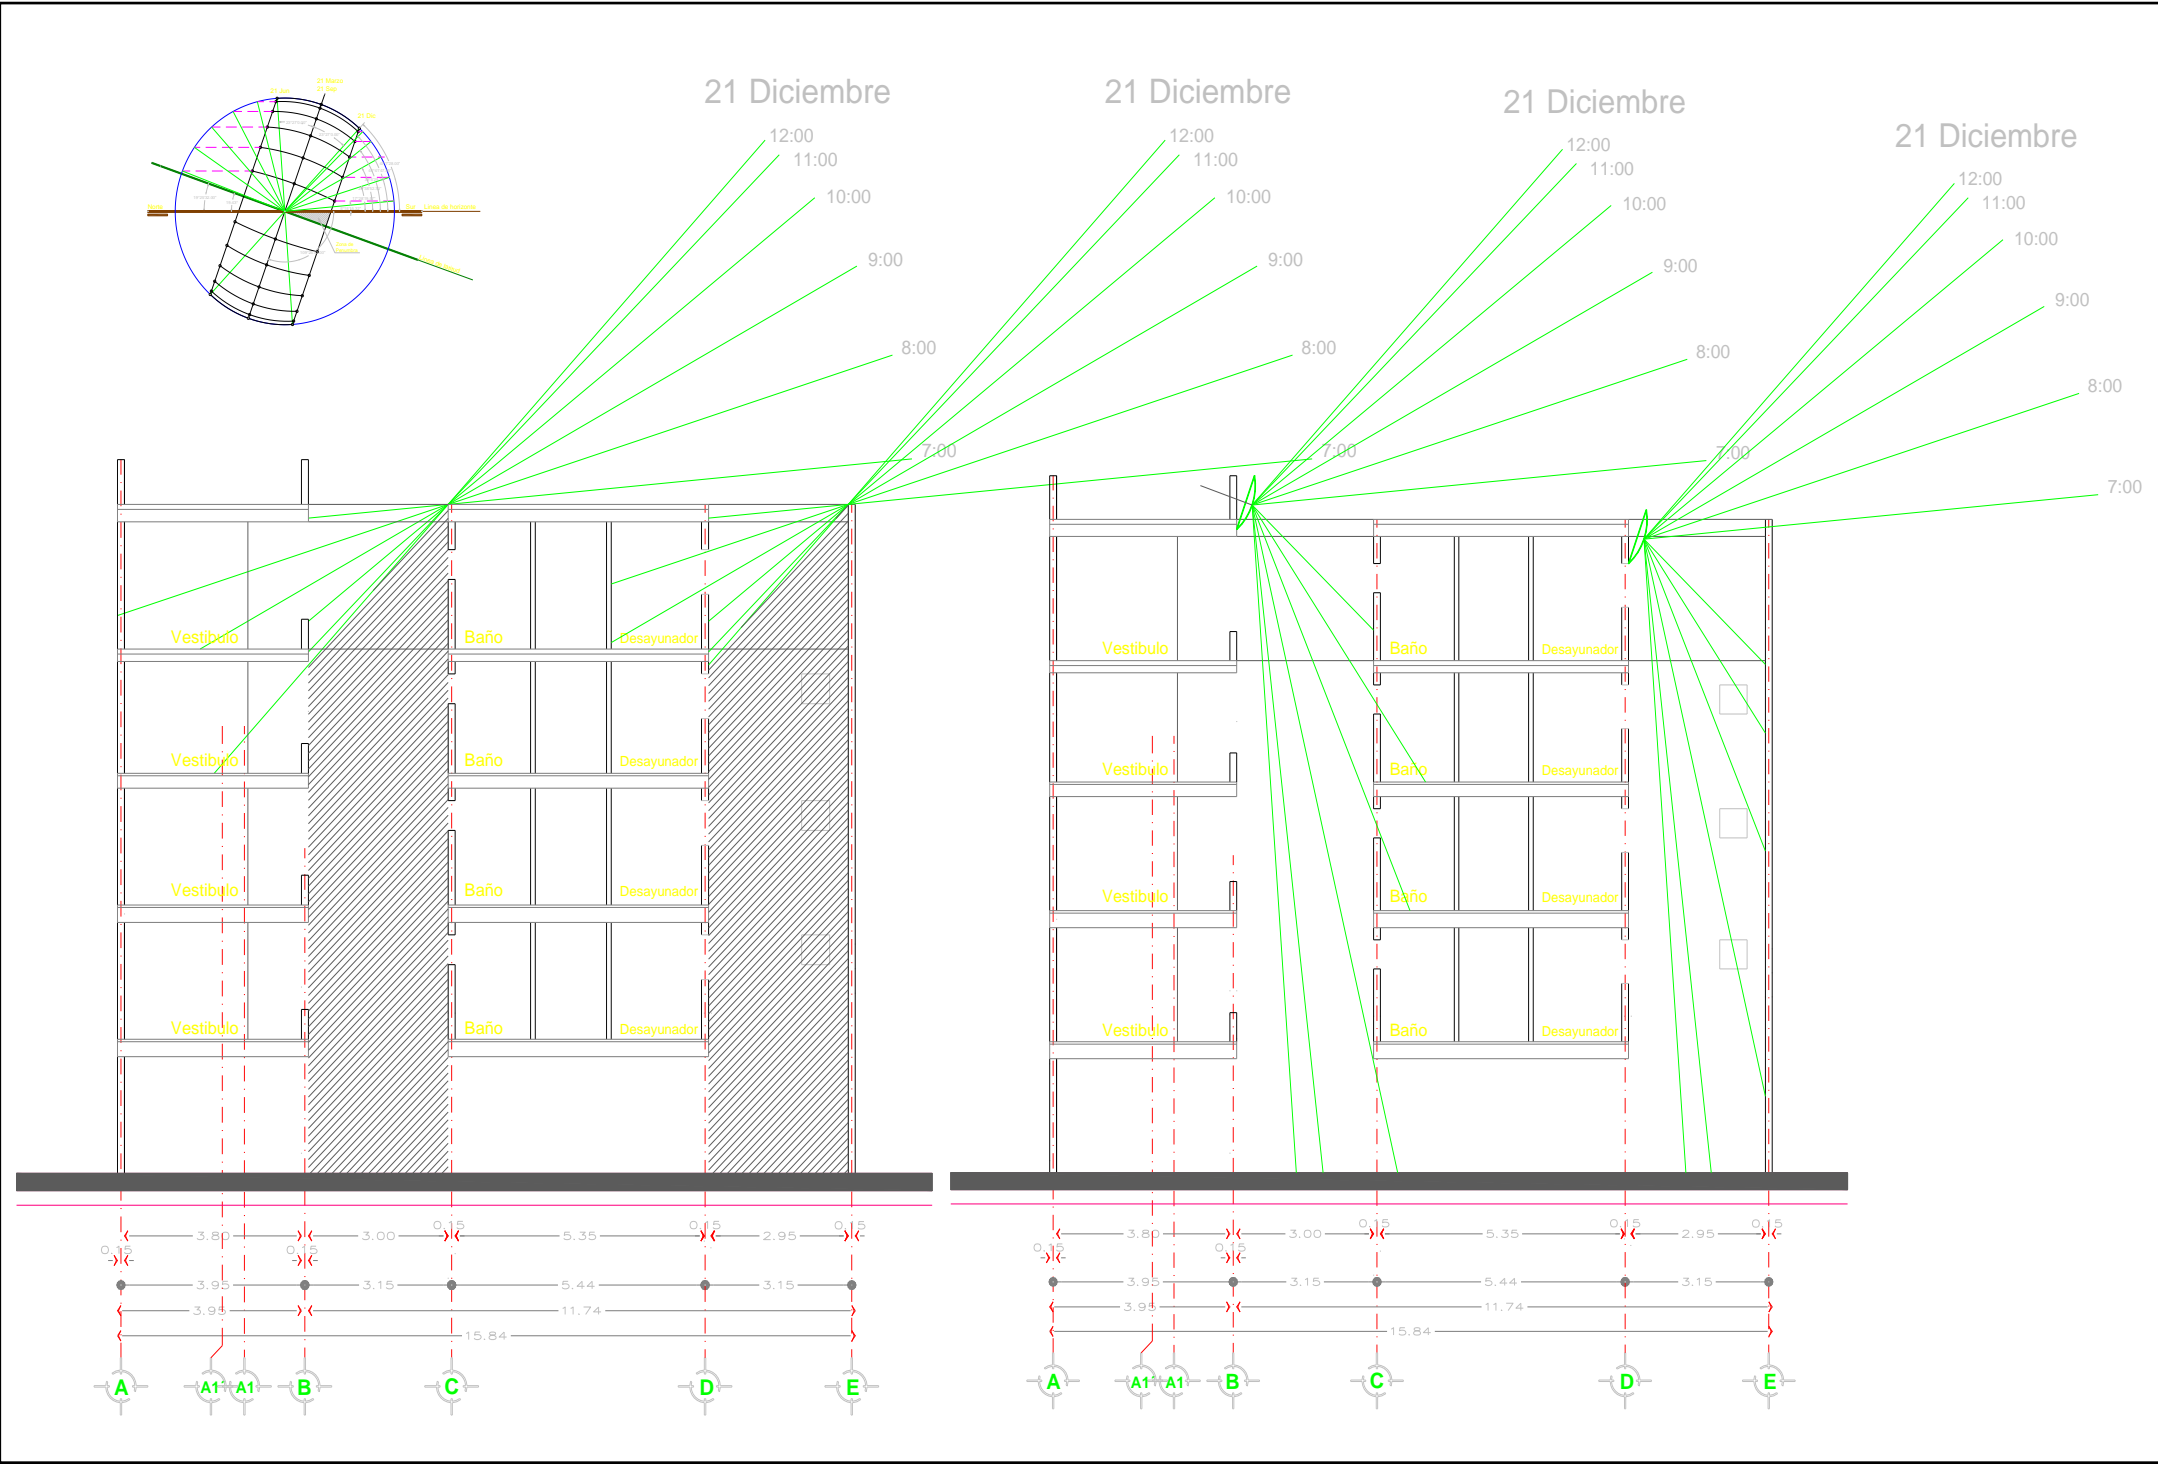 21 Diciembre
21 Diciembre
21 Diciembre
21 Diciembre
12:00
11:00
10:00
9:00
8:00
7:00
12:00
11:00
10:00
9:00
8:00
7:00
12:00
11:00
10:00
9:00
8:00
7:00
12:00
11:00
10:00
9:00
8:00
7:00
Vestibulo
Baño
Desayunador
Vestibulo
Baño
Desayunador
Vestibulo
Baño
Desayunador
Vestibulo
Baño
Desayunador
Vestibulo
Baño
Desayunador
Vestibulo
Baño
Desayunador
Vestibulo
Baño
Desayunador
Vestibulo
Baño
Desayunador
0.15 0.15 0.15
3.80 3.00 5.35 2.95
0.15 0.15
3.95 3.15 5.44 3.15
3.95 11.74
15.84
A A1' A1 B C D E
0.15 0.15 0.15
3.80 3.00 5.35 2.95
0.15 0.15
3.95 3.15 5.44 3.15
3.95 11.74
15.84
A A1' A1 B C D E